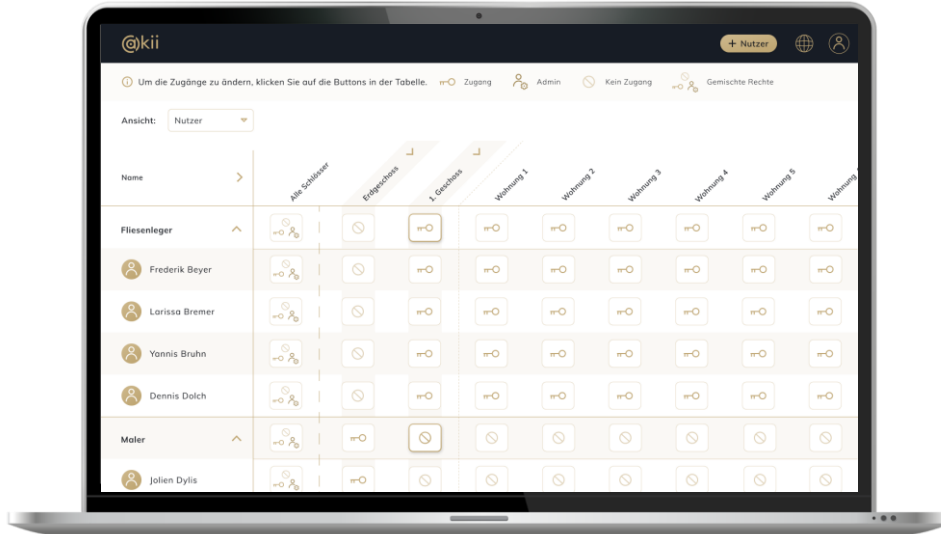 akii
+ Nutzer
Um die Zugänge zu ändern, klicken Sie auf die Buttons in der Tabelle.
Zugang
Admin
Kein Zugang
Gemischte Rechte
Ansicht:
Nutzer
Name
Alle Schlösser
Erdgeschoss
1. Geschoss
Wohnung 1
Wohnung 2
Wohnung 3
Wohnung 4
Wohnung 5
Wohnung
Fliesenleger
Frederik Beyer
Larissa Bremer
Yannis Bruhn
Dennis Dolch
Maler
Jolien Dylis